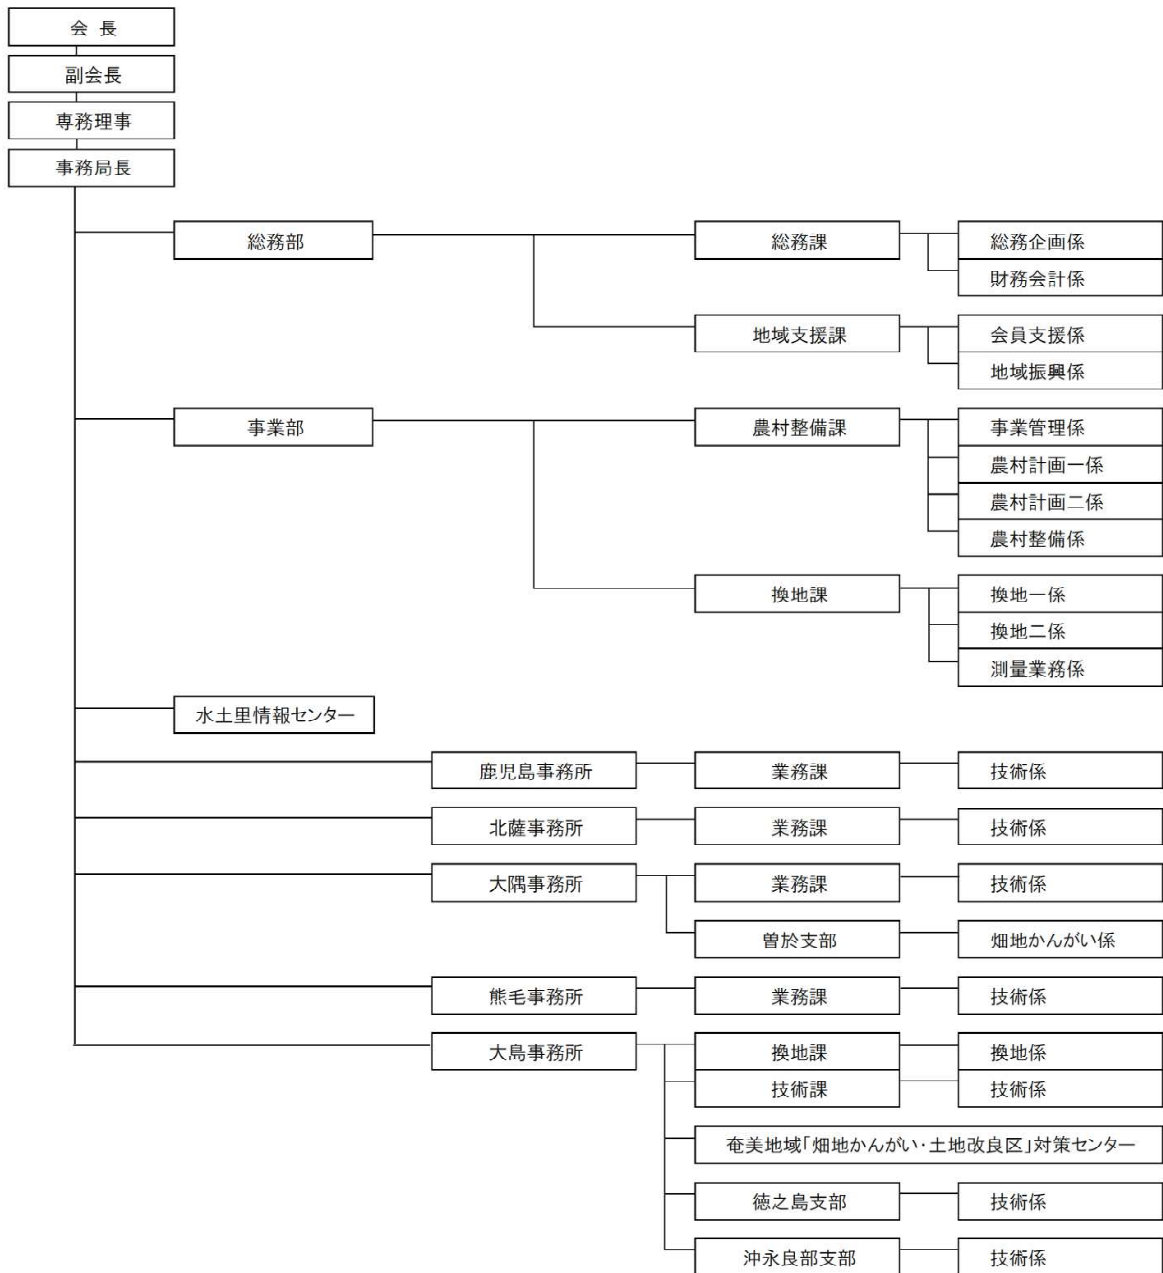 会 長
副会長
専務理事
事務局長
総務部
総務課
総務企画係
財務会計係
地域支援課
会員支援係
地域振興係
事業部
農村整備課
事業管理係
農村計画一係
農村計画二係
農村整備係
換地課
換地一係
換地二係
測量業務係
水土里情報センター
鹿児島事務所
業務課
技術係
北薩事務所
業務課
技術係
大隅事務所
業務課
技術係
曽於支部
畑地かんがい係
熊毛事務所
業務課
技術係
大島事務所
換地課
換地係
技術課
技術係
奄美地域「畑地かんがい・土地改良区」対策センター
徳之島支部
技術係
沖永良部支部
技術係